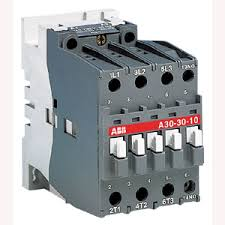 1L1 3L2 5L3 13NO
ABB A30-30-10
2T1 4T2 6T3 14NO